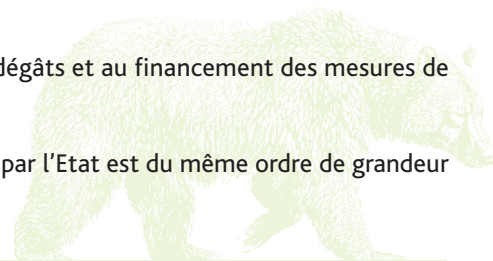 dégâts et au financement des mesures de
par l'Etat est du même ordre de grandeur